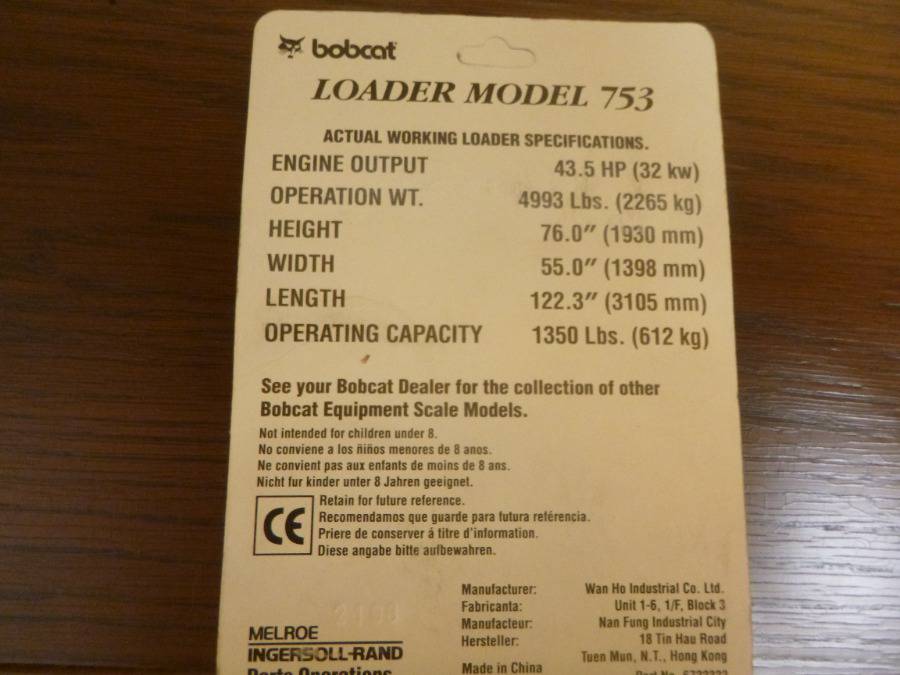 bobcat
LOADER MODEL 753
ACTUAL WORKING LOADER SPECIFICATIONS.
ENGINE OUTPUT 43.5 HP (32 kw)
OPERATION WT. 4993 Lbs. (2265 kg)
HEIGHT 76.0" (1930 mm)
WIDTH 55.0" (1398 mm)
LENGTH 122.3" (3105 mm)
OPERATING CAPACITY 1350 Lbs. (612 kg)
See your Bobcat Dealer for the collection of other
Bobcat Equipment Scale Models.
Not intended for children under 8.
No conviene a los ñiños menores de 8 anos.
Ne convient pas aux enfants de moins de 8 ans.
Nicht fur kinder unter 8 Jahren geeignet.
CE
Retain for future reference.
Recomendamos que guarde para futura reférencia.
Priere de conserver á titre d'information.
Diese angabe bitte aufbewahren.
MELROE
INGERSOLL-RAND
Parts Operations
Manufacturer: Wan Ho Industrial Co. Ltd.
Fabricanta: Unit 1-6, 1/F, Block 3
Manufacteur: Nan Fung Industrial City
Hersteller: 18 Tin Hau Road
Tuen Mun, N.T., Hong Kong
Made in China